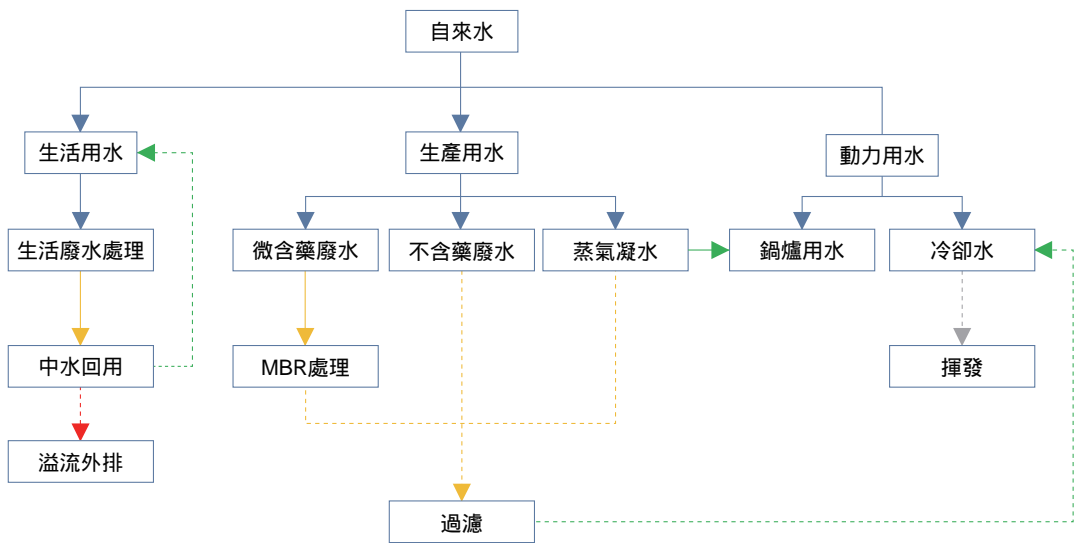 自來水
生活用水
生產用水
動力用水
生活廢水處理
微含藥廢水
不含藥廢水
蒸氣凝水
鍋爐用水
冷卻水
中水回用
MBR處理
揮發
溢流外排
過濾